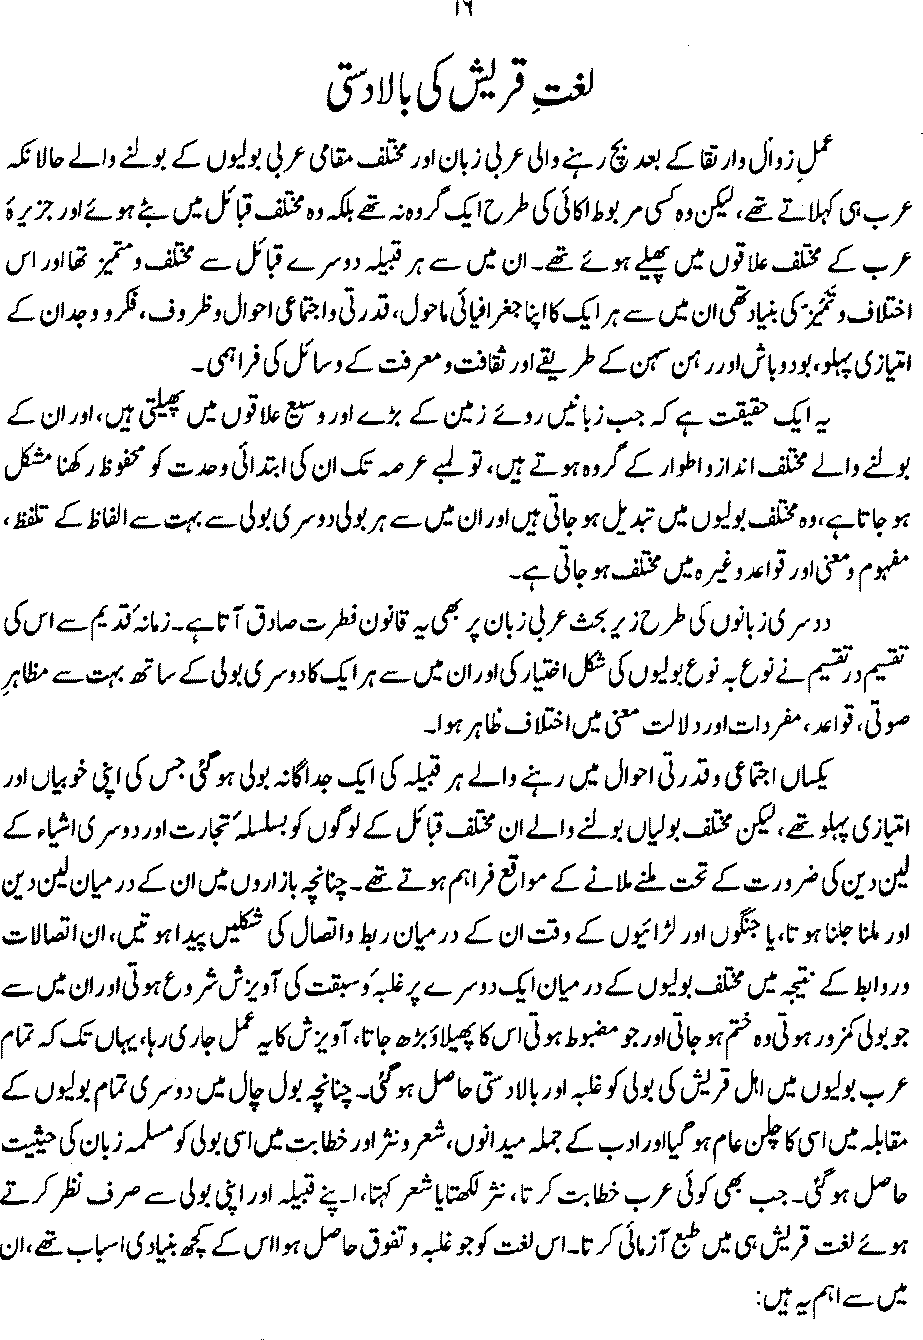 ۱۶
لغتِ قریش کی بالادستی
عملِ زوال وارتقا کے بعد بچ رہنے والی عربی زبان اور مختلف مقامی عربی بولیوں کے بولنے والے حالانکہ
عرب ہی کہلاتے تھے، لیکن وہ کسی مربوط اکائی کی طرح ایک گروہ نہ تھے بلکہ وہ مختلف قبائل میں بٹے ہوئے اور جزیرۂ
عرب کے مختلف علاقوں میں پھیلے ہوئے تھے۔ ان میں سے ہر قبیلہ دوسرے قبائل سے مختلف و متمیز تھا اور اس
اختلاف و تمیّز کی بنیاد تھی ان میں سے ہر ایک کا اپنا جغرافیائی ماحول، قدرتی واجتماعی احوال وظروف، فکر و وجدان کے
امتیازی پہلو، بودوباش اور رہن سہن کے طریقے اور ثقافت و معرفت کے وسائل کی فراہمی۔
یہ ایک حقیقت ہے کہ جب زبانیں روئے زمین کے بڑے اور وسیع علاقوں میں پھیلتی ہیں، اور ان کے
بولنے والے مختلف انداز و اطوار کے گروہ ہوتے ہیں، تو لمبے عرصہ تک ان کی ابتدائی وحدت کو محفوظ رکھنا مشکل
ہو جاتا ہے، وہ مختلف بولیوں میں تبدیل ہو جاتی ہیں اور ان میں سے ہر بولی دوسری بولی سے بہت سے الفاظ کے تلفظ،
مفہوم و معنی اور قواعد وغیرہ میں مختلف ہو جاتی ہے۔
دوسری زبانوں کی طرح زیر بحث عربی زبان پر بھی یہ قانون فطرت صادق آتا ہے۔ زمانۂ قدیم سے اس کی
تقسیم در تقسیم نے نوع بہ نوع بولیوں کی شکل اختیار کی اور ان میں سے ہر ایک کا دوسری بولی کے ساتھ بہت سے مظاہرِ
صوتی، قواعد، مفردات اور دلالت معنی میں اختلاف ظاہر ہوا۔
یکساں اجتماعی وقدرتی احوال میں رہنے والے ہر قبیلہ کی ایک جداگانہ بولی ہو گئی جس کی اپنی خوبیاں اور
امتیازی پہلو تھے، لیکن مختلف بولیاں بولنے والے ان مختلف قبائل کے لوگوں کو بسلسلۂ تجارت اور دوسری اشیاء کے
لین دین کی ضرورت کے تحت ملنے ملانے کے مواقع فراہم ہوتے تھے۔ چنانچہ بازاروں میں ان کے درمیان لین دین
اور ملنا جلنا ہوتا، یا جنگوں اور لڑائیوں کے وقت ان کے درمیان ربط واتصال کی شکلیں پیدا ہوتیں، ان اتصالات
وروابط کے نتیجہ میں مختلف بولیوں کے درمیان ایک دوسرے پر غلبۂ و سبقت کی آویزش شروع ہوتی اور ان میں سے
جو بولی کمزور ہوتی وہ ختم ہو جاتی اور جو مضبوط ہوتی اس کا پھیلاؤ بڑھ جاتا، آویزش کا یہ عمل جاری رہا، یہاں تک کہ تمام
عرب بولیوں میں اہل قریش کی بولی کو غلبہ اور بالادستی حاصل ہو گئی۔ چنانچہ بول چال میں دوسری تمام بولیوں کے
مقابلہ میں اسی کا چلن عام ہو گیا اور ادب کے جملہ میدانوں، شعر و نثر اور خطابت میں اسی بولی کو مسلمہ زبان کی حیثیت
حاصل ہو گئی۔ جب بھی کوئی عرب خطابت کرتا، نثر لکھتا یا شعر کہتا، اپنے قبیلہ اور اپنی بولی سے صرف نظر کرتے
ہوئے لغت قریش ہی میں طبع آزمائی کرتا۔ اس لغت کو جو غلبہ و تفوق حاصل ہوا اس کے کچھ بنیادی اسباب تھے، ان
میں سے اہم یہ ہیں: